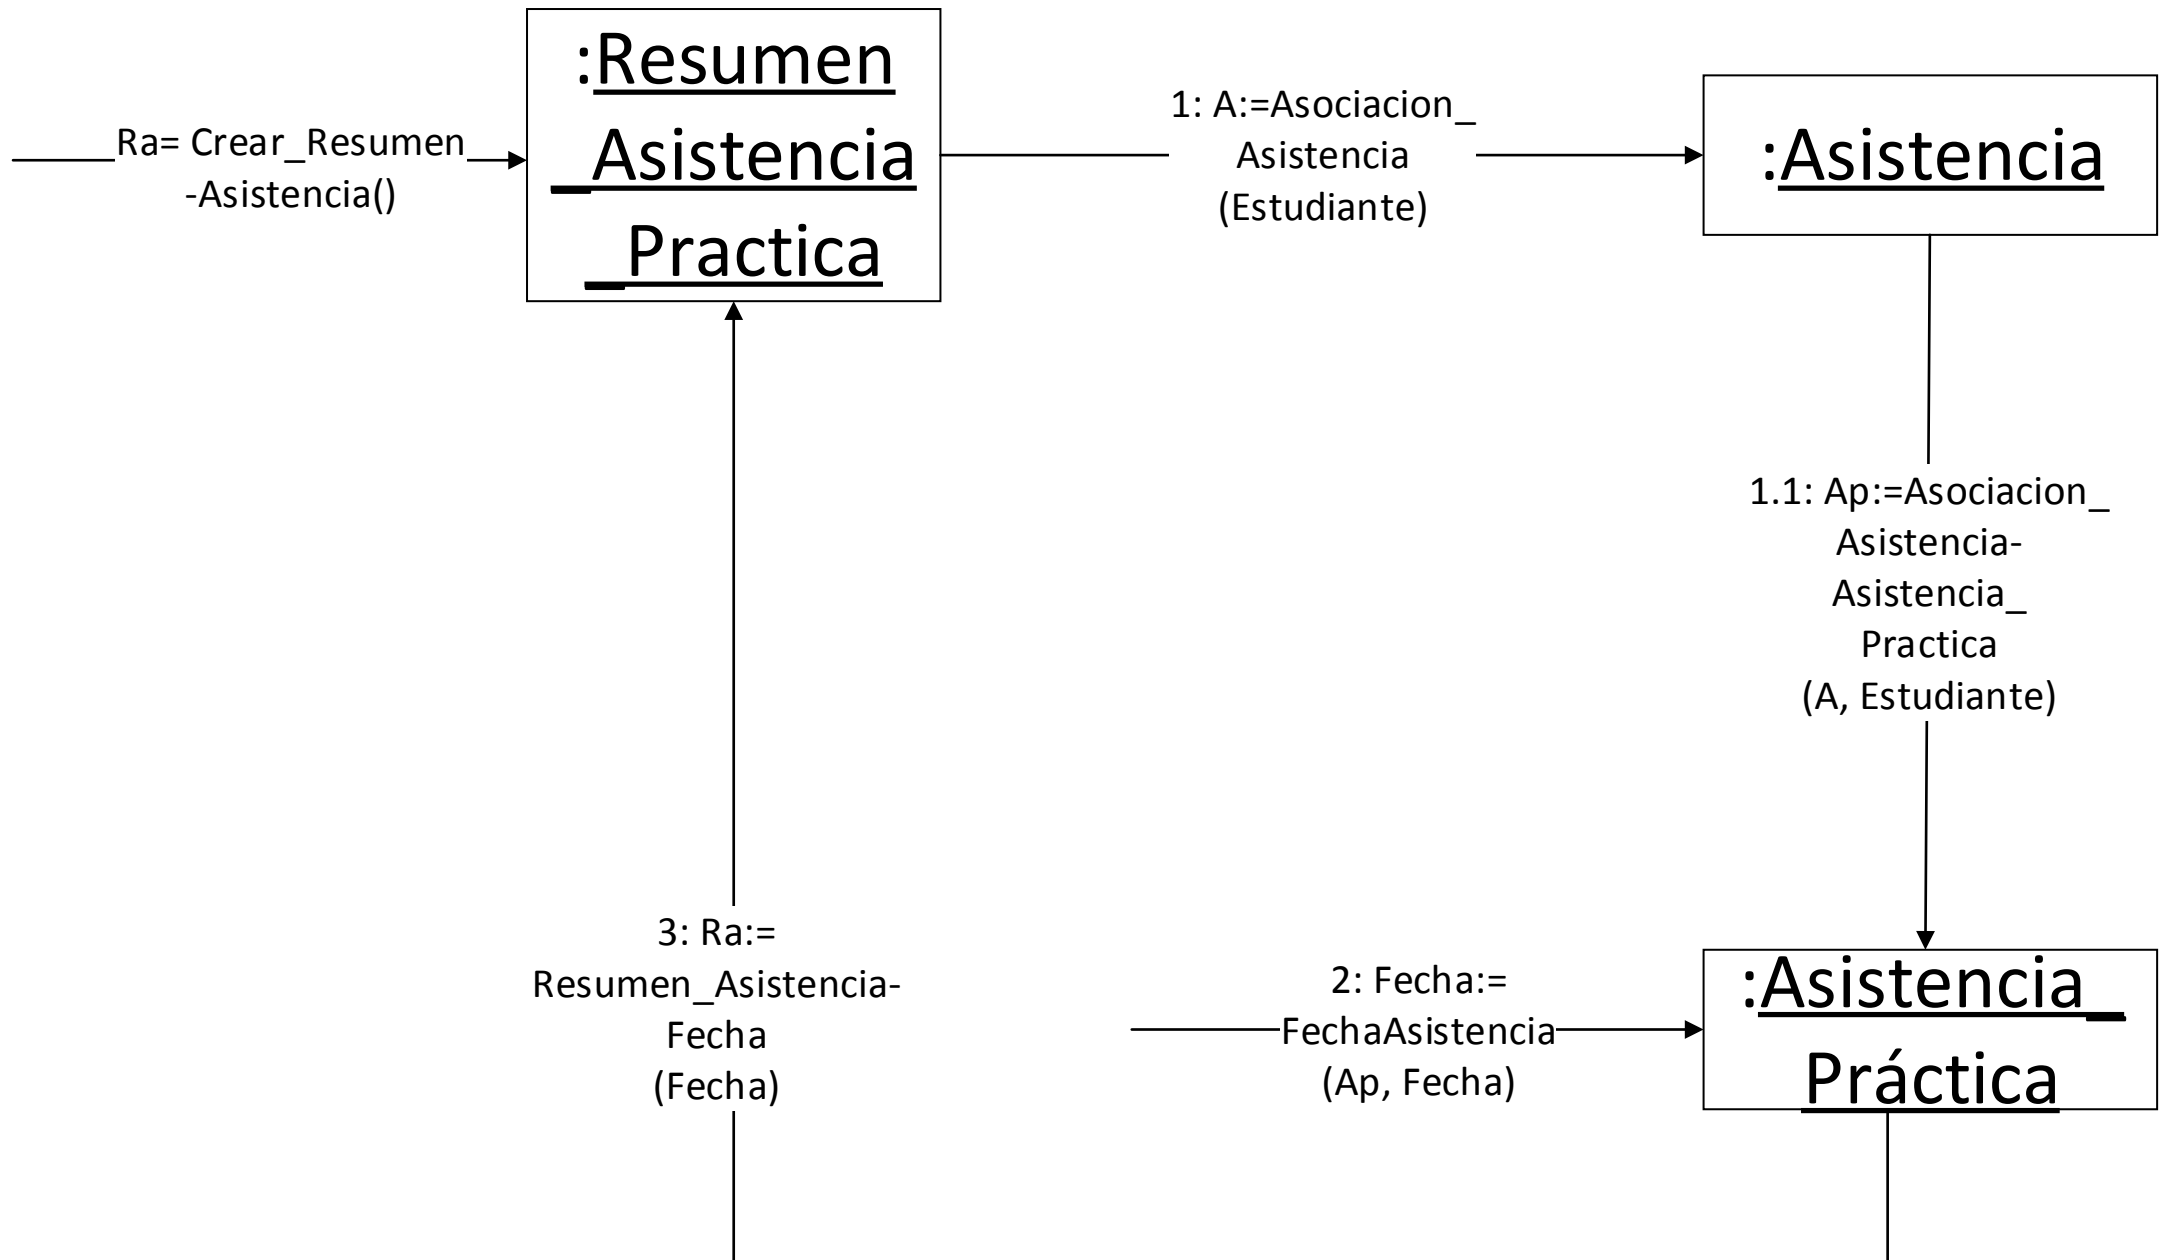 :Resumen
_Asistencia
_Practica
Ra= Crear_Resumen
-Asistencia()
1: A:=Asociacion_
Asistencia
(Estudiante)
:Asistencia
1.1: Ap:=Asociacion_
Asistencia-
Asistencia_
Practica
(A, Estudiante)
3: Ra:=
Resumen_Asistencia-
Fecha
(Fecha)
2: Fecha:=
FechaAsistencia
(Ap, Fecha)
:Asistencia_
Práctica